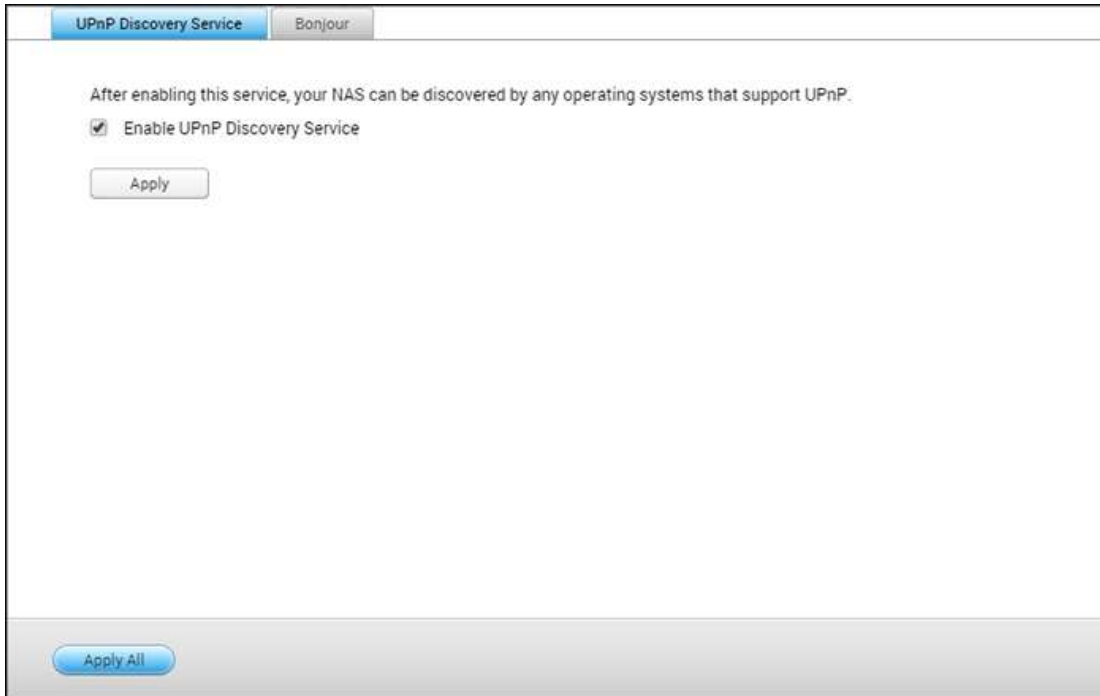 UPnP Discovery Service
Bonjour
After enabling this service, your NAS can be discovered by any operating systems that support UPnP.
Enable UPnP Discovery Service
Apply
Apply All